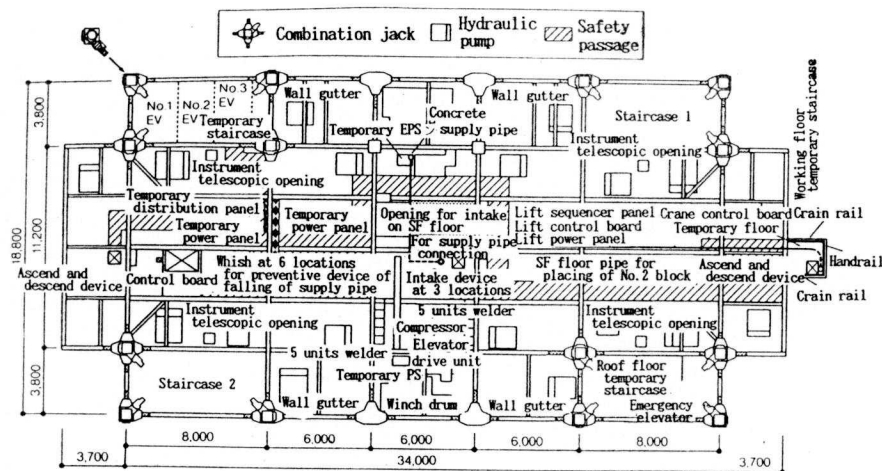 Combination jack
Hydraulic
pump
Safety
passage
No.1
EV
No.2
EV
No.3
EV
Temporary
staircase
Wall gutter
Temporary EPS
Concrete
supply pipe
Wall gutter
Staircase 1
Instrument
telescopic opening
Instrument
telescopic opening
Working floor
temporary staircase
Temporary
distribution panel
Temporary
power panel
Temporary
power panel
Opening for intake
on SF floor
For supply pipe
connection
Lift sequencer panel
Lift control board
Lift power panel
Crane control board
Crain rail
Temporary floor
Handrail
Ascend and
descend device
Control board
Whish at 6 locations
for preventive device of
falling of supply pipe
Intake device
at 3 locations
SF floor pipe for
placing of No.2 block
Ascend and
descend device
Crain rail
Instrument
telescopic opening
5 units welder
Compressor
Elevator
drive unit
Instrument
telescopic opening
5 units welder
Temporary PS
Roof floor
temporary
staircase
Staircase 2
Wall gutter
Winch drum
Wall gutter
Emergency
elevator
3,800
11,200
18,800
3,800
8,000
6,000
6,000
6,000
8,000
3,700
34,000
3,700